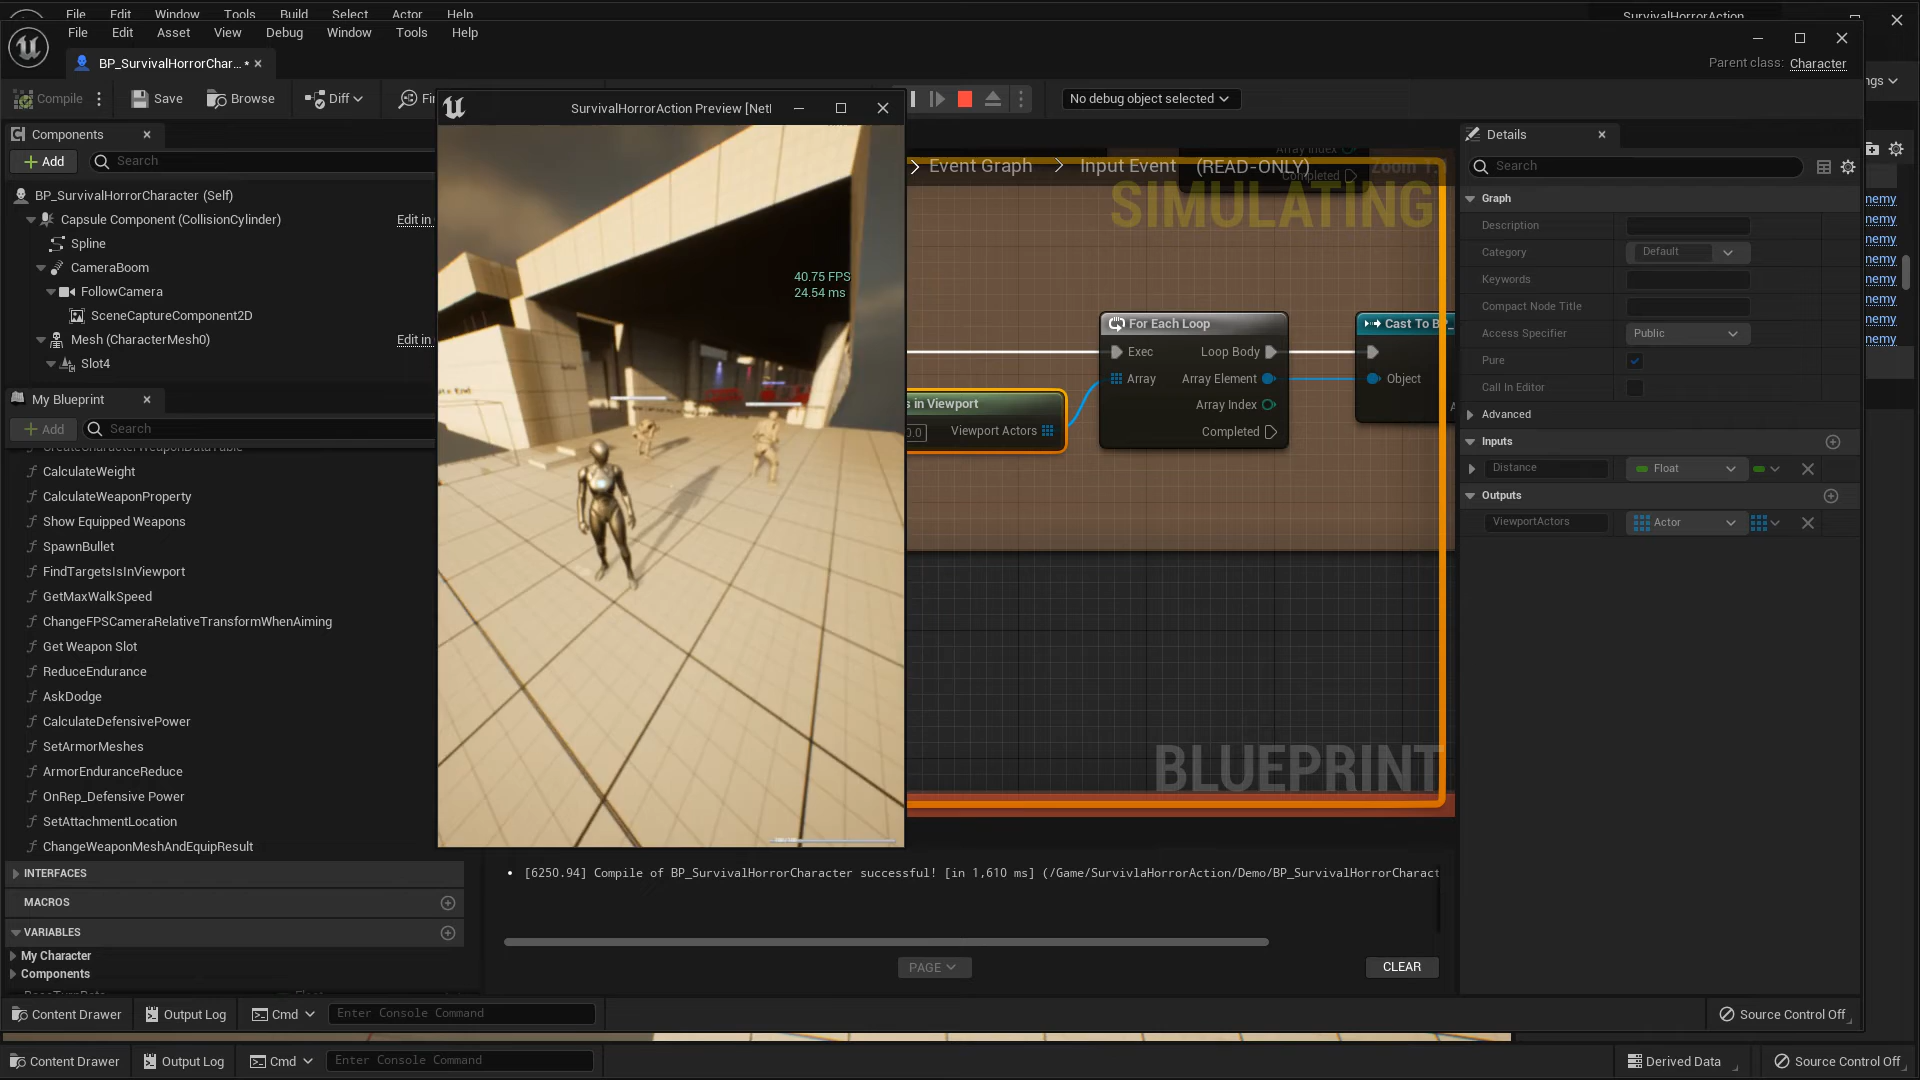 File Edit Window Tools Build Select Actor Help
SurvivalHorrorAction
File Edit Asset View Debug Window Tools Help
BP_SurvivalHorrorChar... •
Parent class: Character
Compile Save Browse Diff
No debug object selected
SurvivalHorrorAction Preview
Components
Details
Add Search
Search
Event Graph > Input Event (READ-ONLY)
Array Index
Completed
SIMULATING
BP_SurvivalHorrorCharacter (Self)
Graph
Capsule Component (CollisionCylinder) Edit in
Description
Spline
Category Default
CameraBoom
Keywords
40.75 FPS
24.54 ms
FollowCamera
Compact Node Title
SceneCaptureComponent2D
For Each Loop
Access Specifier Public
Mesh (CharacterMesh0) Edit in
Exec Loop Body
Pure
Slot4
Array Array Element Object
Call In Editor
My Blueprint
s in Viewport
Array Index
Advanced
Add Search
Viewport Actors
Completed
Inputs
CalculateWeight
Distance Float
CalculateWeaponProperty
Outputs
Show Equipped Weapons
ViewportActors Actor
SpawnBullet
FindTargetsIsInViewport
GetMaxWalkSpeed
ChangeFPSCameraRelativeTransformWhenAiming
Get Weapon Slot
ReduceEndurance
AskDodge
CalculateDefensivePower
SetArmorMeshes
BLUEPRINT
ArmorEnduranceReduce
OnRep_Defensive Power
SetAttachmentLocation
ChangeWeaponMeshAndEquipResult
INTERFACES
• [6250.94] Compile of BP_SurvivalHorrorCharacter successful! [in 1,610 ms] (/Game/SurvivlaHorrorAction/Demo/BP_SurvivalHorrorCharact
MACROS
VARIABLES
My Character
Components
PAGE
CLEAR
Content Drawer Output Log Cmd Enter Console Command
Source Control Off
Content Drawer Output Log Cmd Enter Console Command
Derived Data Source Control Off
nemy
nemy
nemy
nemy
nemy
nemy
nemy
nemy